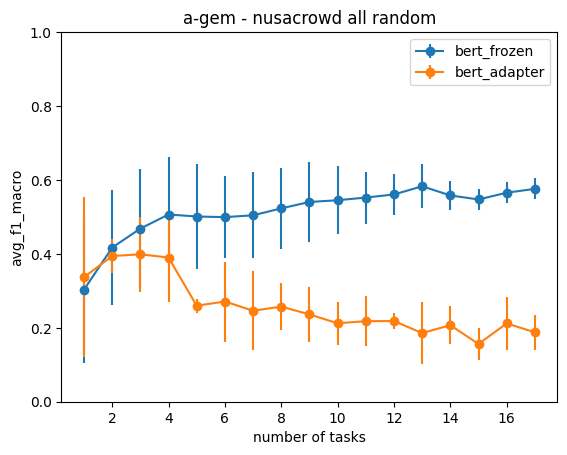 a-gem - nusacrowd all random
bert_frozen
bert_adapter
avg_f1_macro
1.0
0.8
0.6
0.4
0.2
0.0
2 4 6 8 10 12 14 16
number of tasks